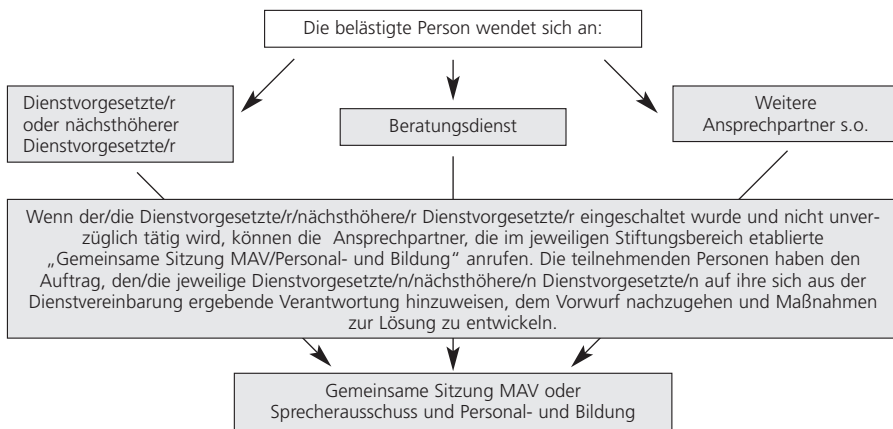 Die belästigte Person wendet sich an:
Dienstvorgesetzte/r
oder nächsthöherer
Dienstvorgesetzte/r
Beratungsdienst
Weitere
Ansprechpartner s.o.
Wenn der/die Dienstvorgesetzte/r/nächsthöhere/r Dienstvorgesetzte/r eingeschaltet wurde und nicht unver-
züglich tätig wird, können die Ansprechpartner, die im jeweiligen Stiftungsbereich etablierte
„Gemeinsame Sitzung MAV/Personal- und Bildung“ anrufen. Die teilnehmenden Personen haben den
Auftrag, den/die jeweilige Dienstvorgesetzte/n/nächsthöhere/n Dienstvorgesetzte/n auf ihre sich aus der
Dienstvereinbarung ergebende Verantwortung hinzuweisen, dem Vorwurf nachzugehen und Maßnahmen
zur Lösung zu entwickeln.
Gemeinsame Sitzung MAV oder
Sprecherausschuss und Personal- und Bildung